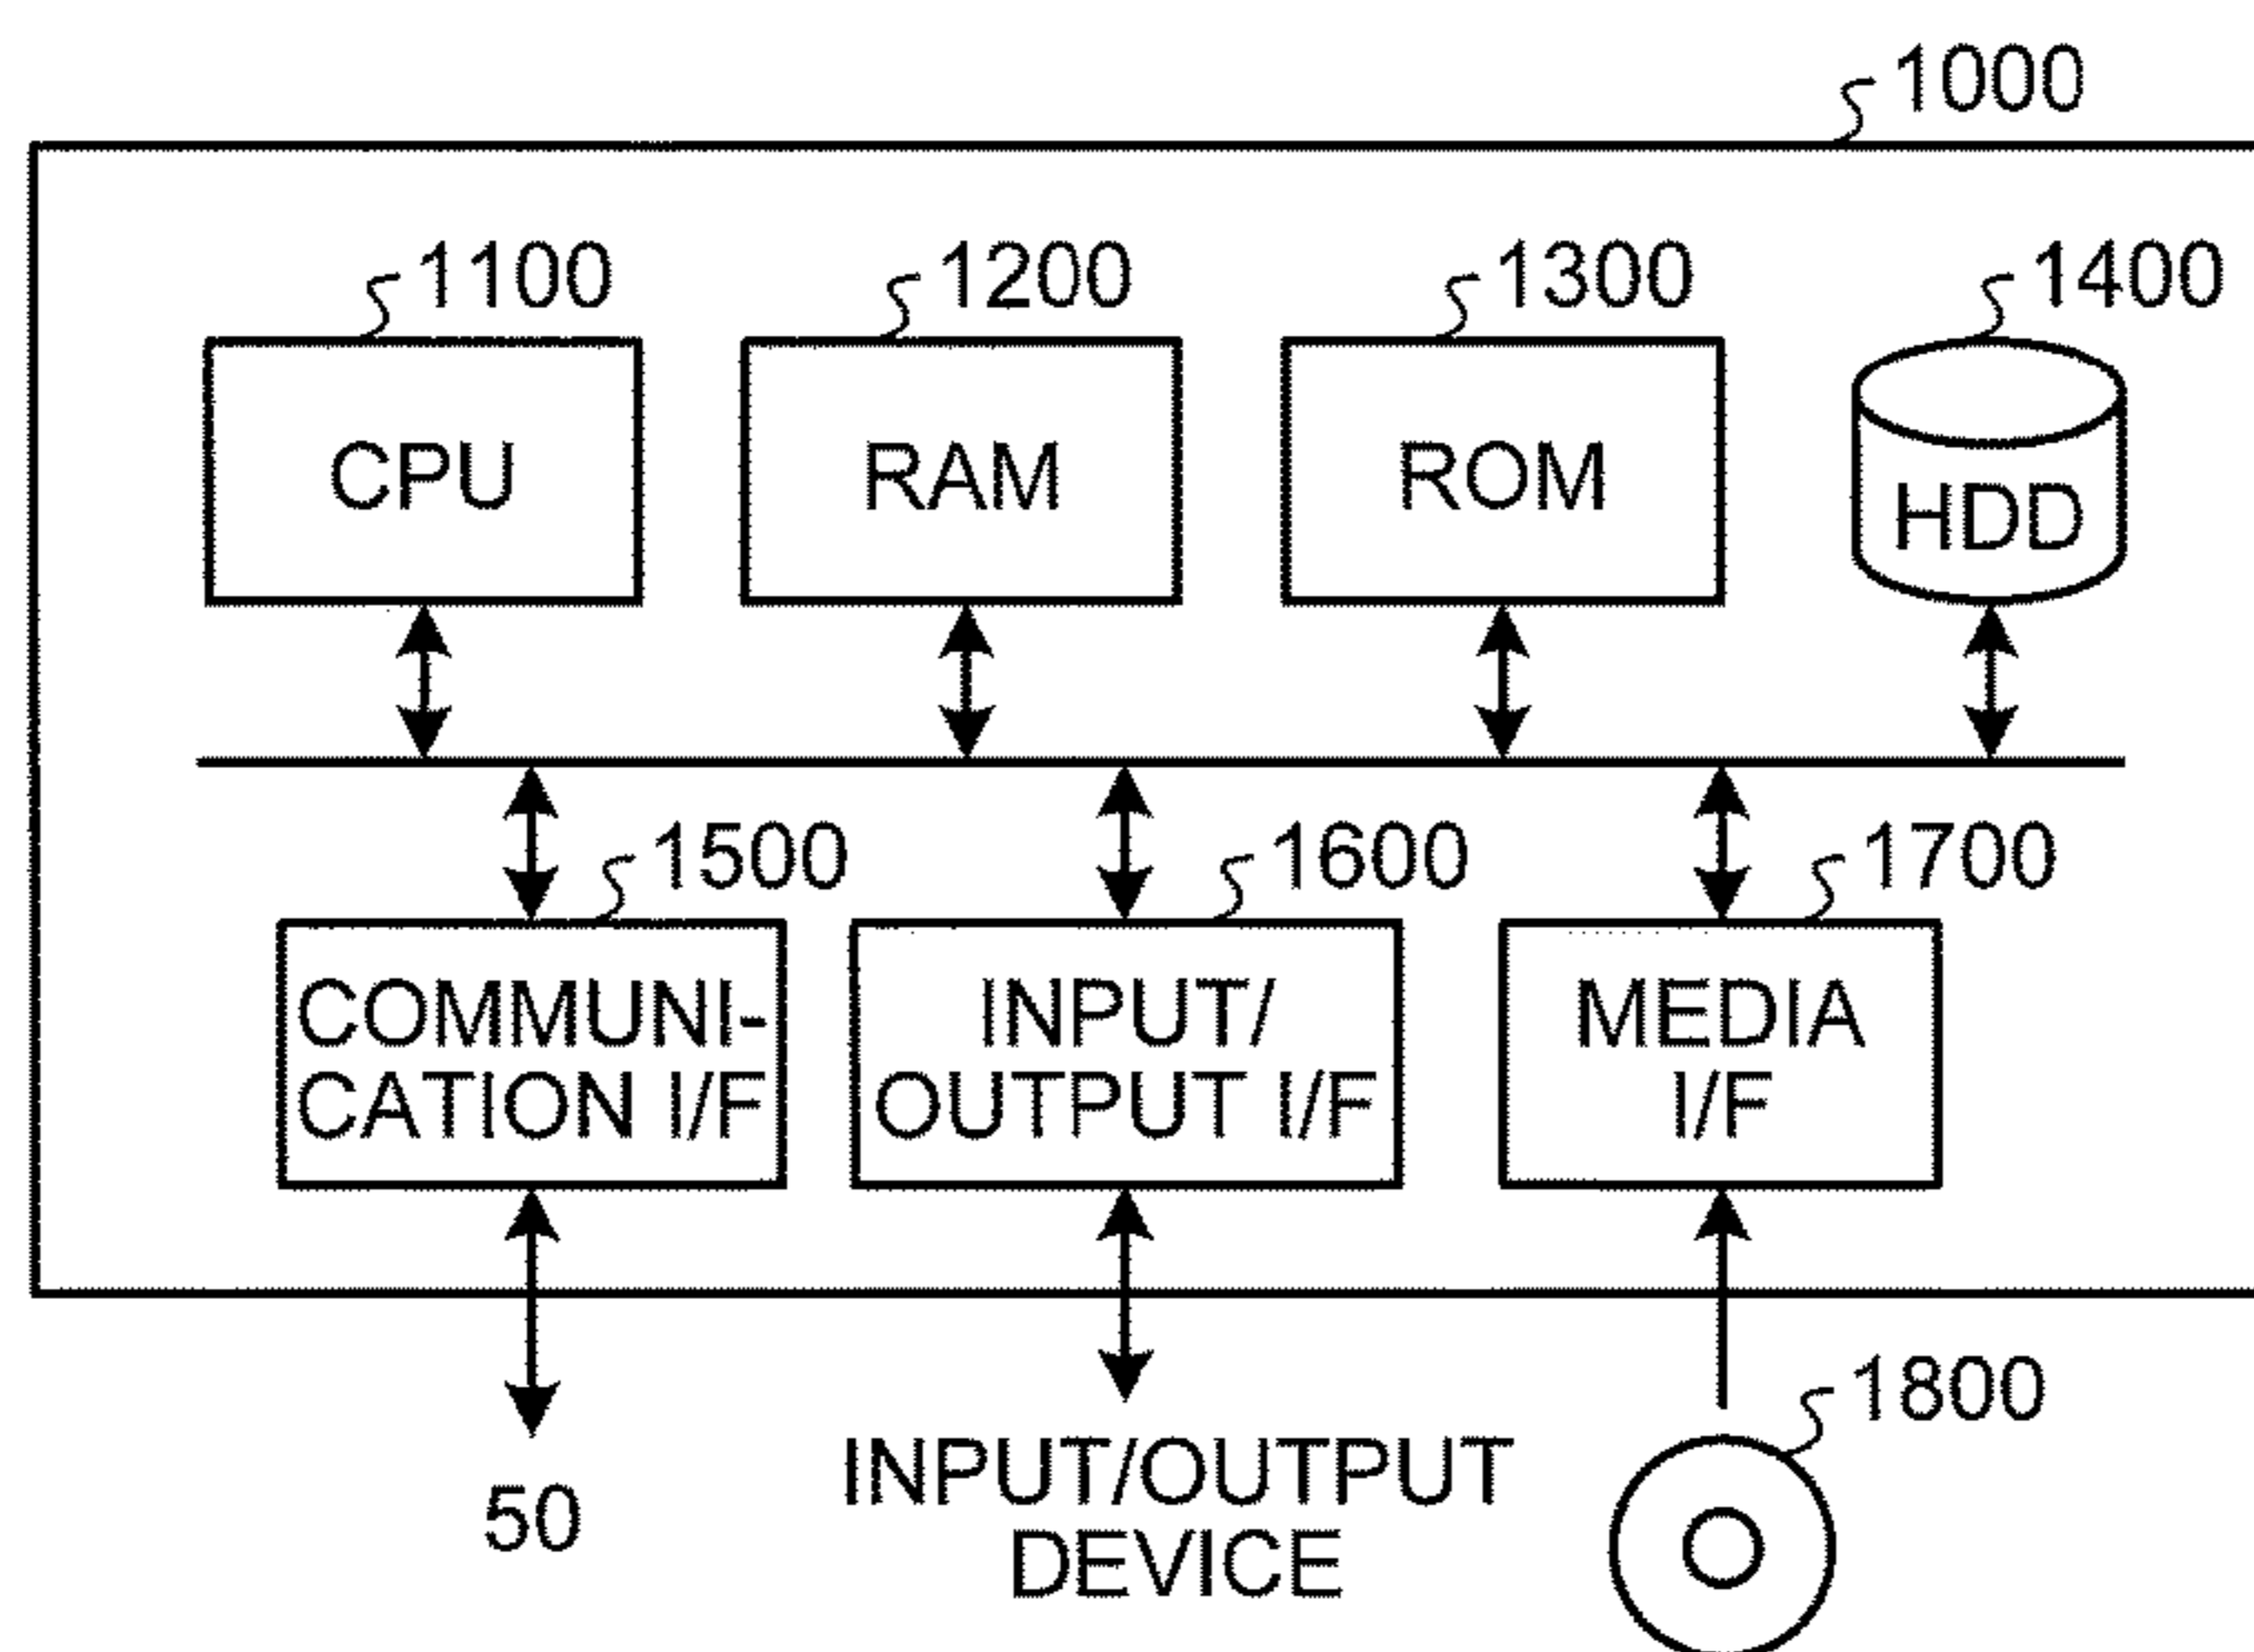 1000
1100
1200
1300
1400
CPU
RAM
ROM
HDD
1500
1600
1700
COMMUNI-
CATION I/F
INPUT/
OUTPUT I/F
MEDIA
I/F
1800
50
INPUT/OUTPUT
DEVICE